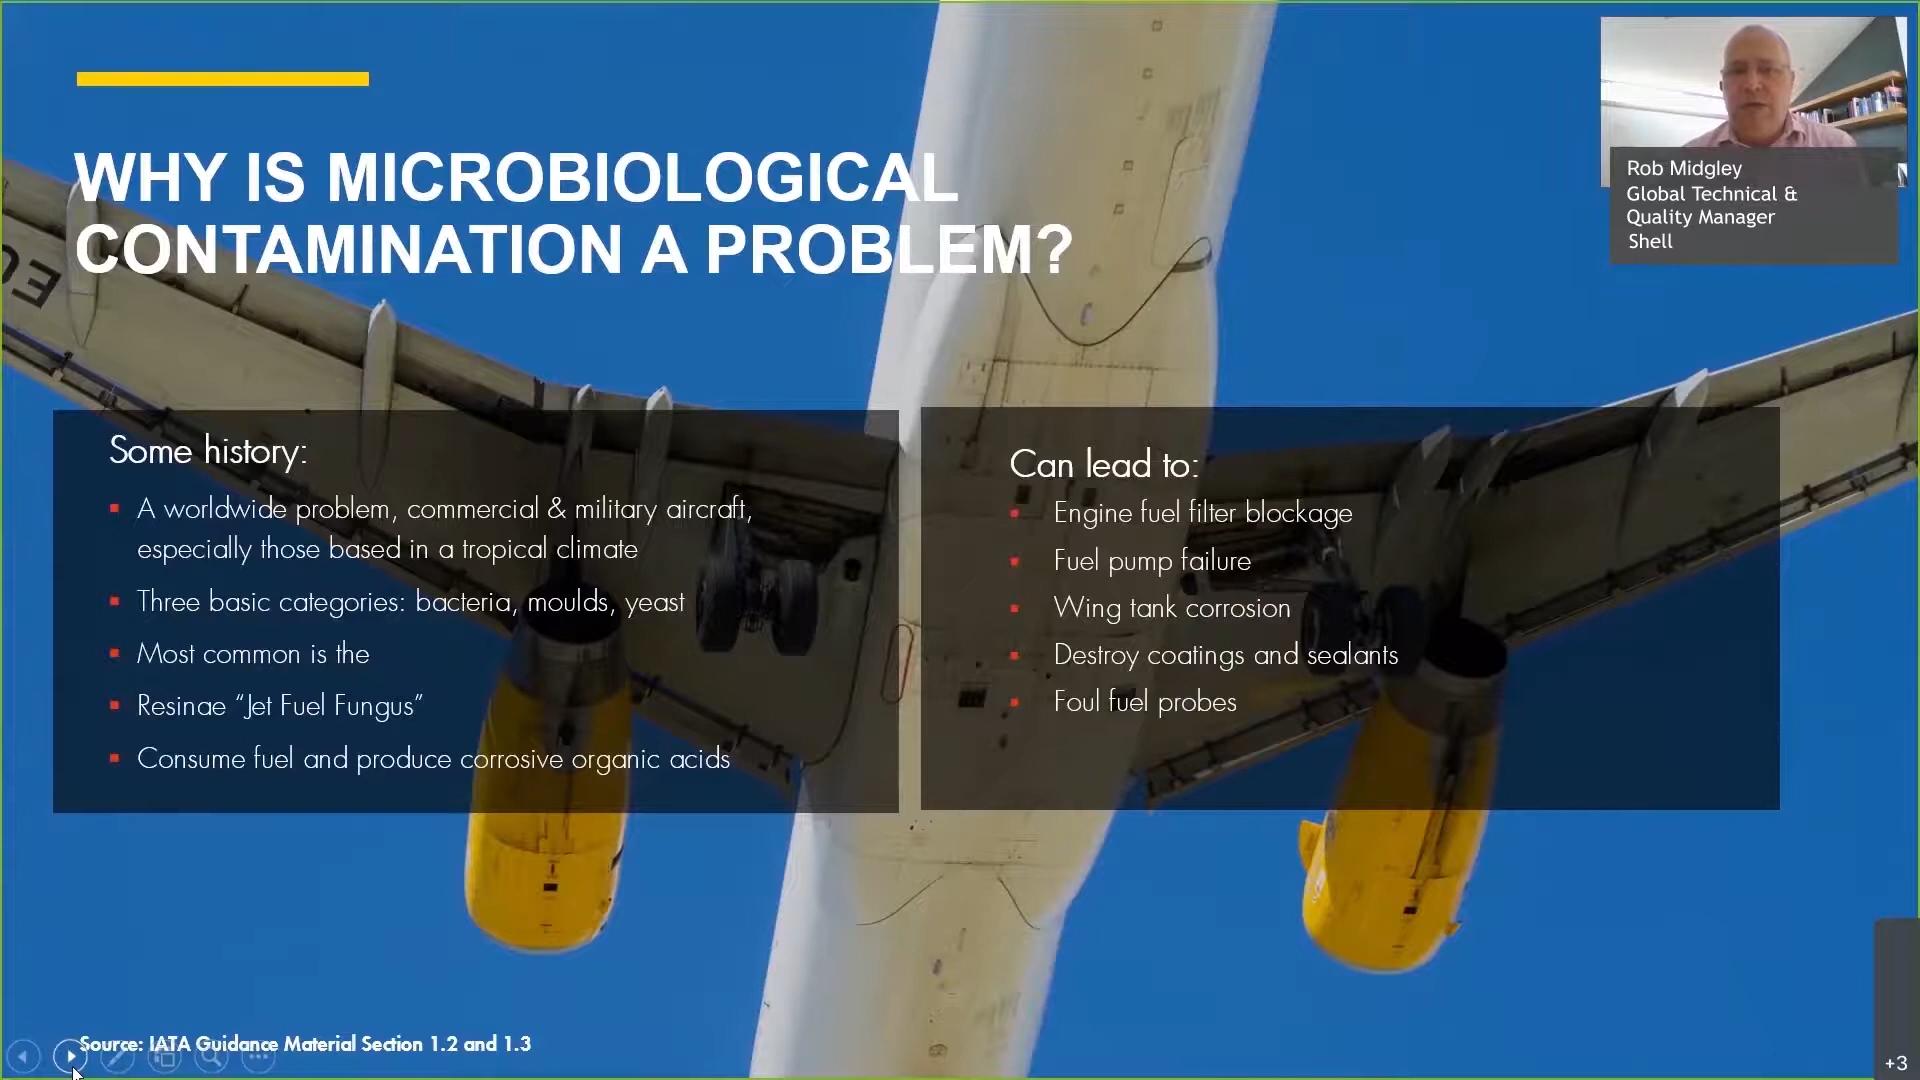 WHY IS MICROBIOLOGICAL
CONTAMINATION A PROBLEM?
Rob Midgley
Global Technical &
Quality Manager
Shell
Some history:
A worldwide problem, commercial & military aircraft,
especially those based in a tropical climate
Three basic categories: bacteria, moulds, yeast
Most common is the
Resinae “Jet Fuel Fungus”
Consume fuel and produce corrosive organic acids
Can lead to:
Engine fuel filter blockage
Fuel pump failure
Wing tank corrosion
Destroy coatings and sealants
Foul fuel probes
Source: IATA Guidance Material Section 1.2 and 1.3
+3